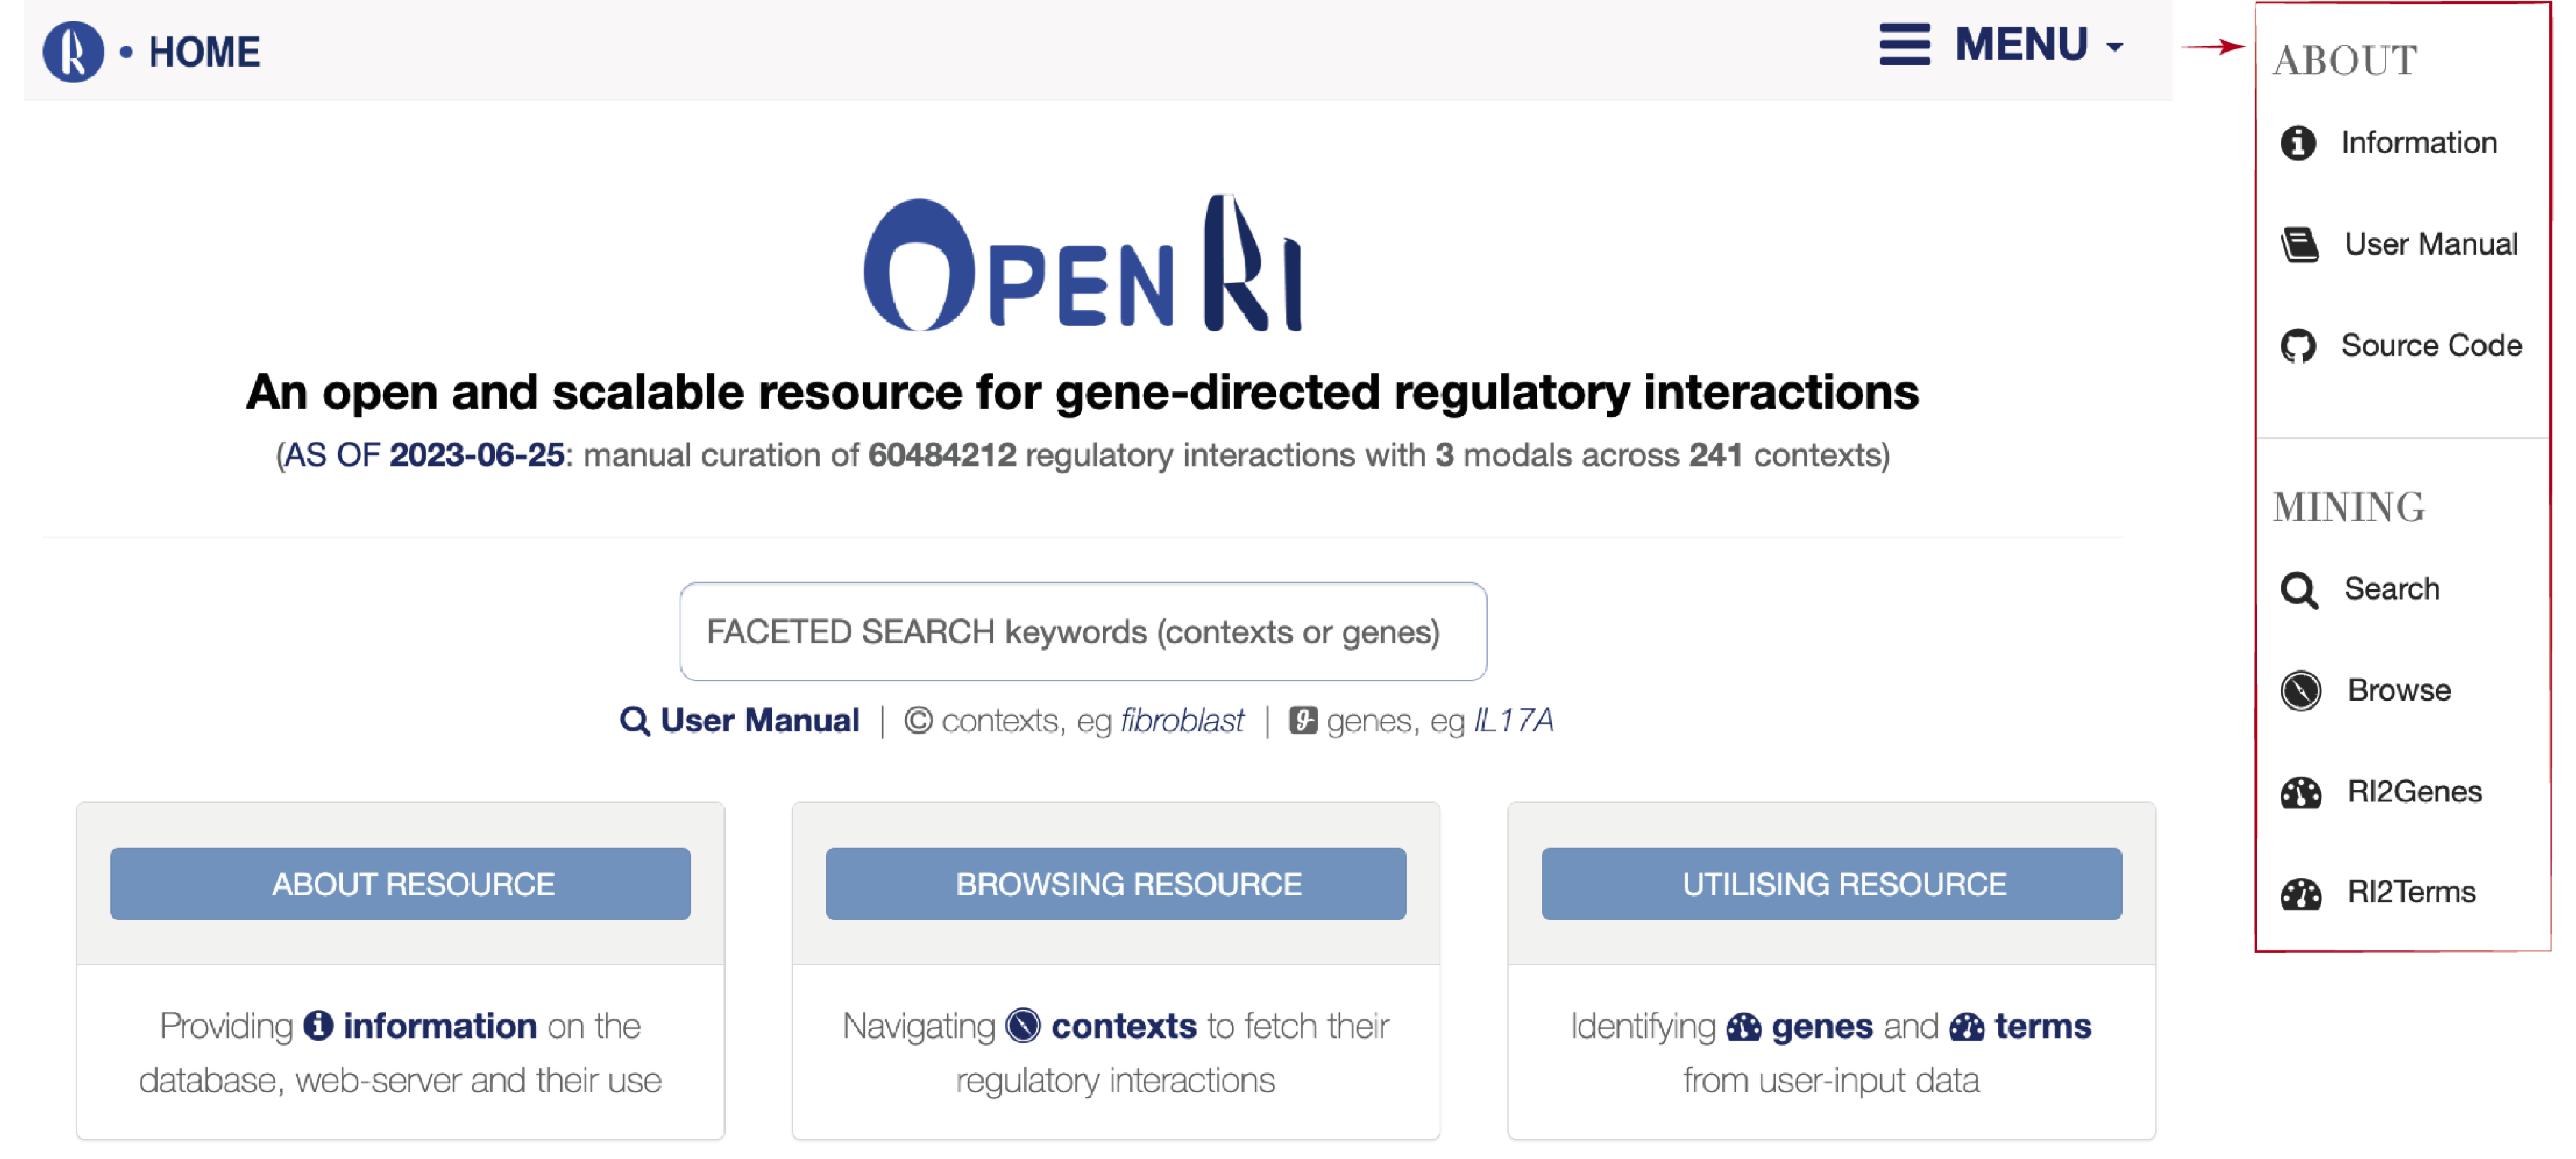 R • HOME
MENU
OPEN RI
An open and scalable resource for gene-directed regulatory interactions
(AS OF 2023-06-25: manual curation of 60484212 regulatory interactions with 3 modals across 241 contexts)
FACETED SEARCH keywords (contexts or genes)
User Manual | © contexts, eg fibroblast | g genes, eg IL17A
ABOUT RESOURCE
Providing i information on the
database, web-server and their use
BROWSING RESOURCE
Navigating contexts to fetch their
regulatory interactions
UTILISING RESOURCE
Identifying genes and terms
from user-input data
ABOUT
i Information
User Manual
Source Code
MINING
Search
Browse
RI2Genes
RI2Terms